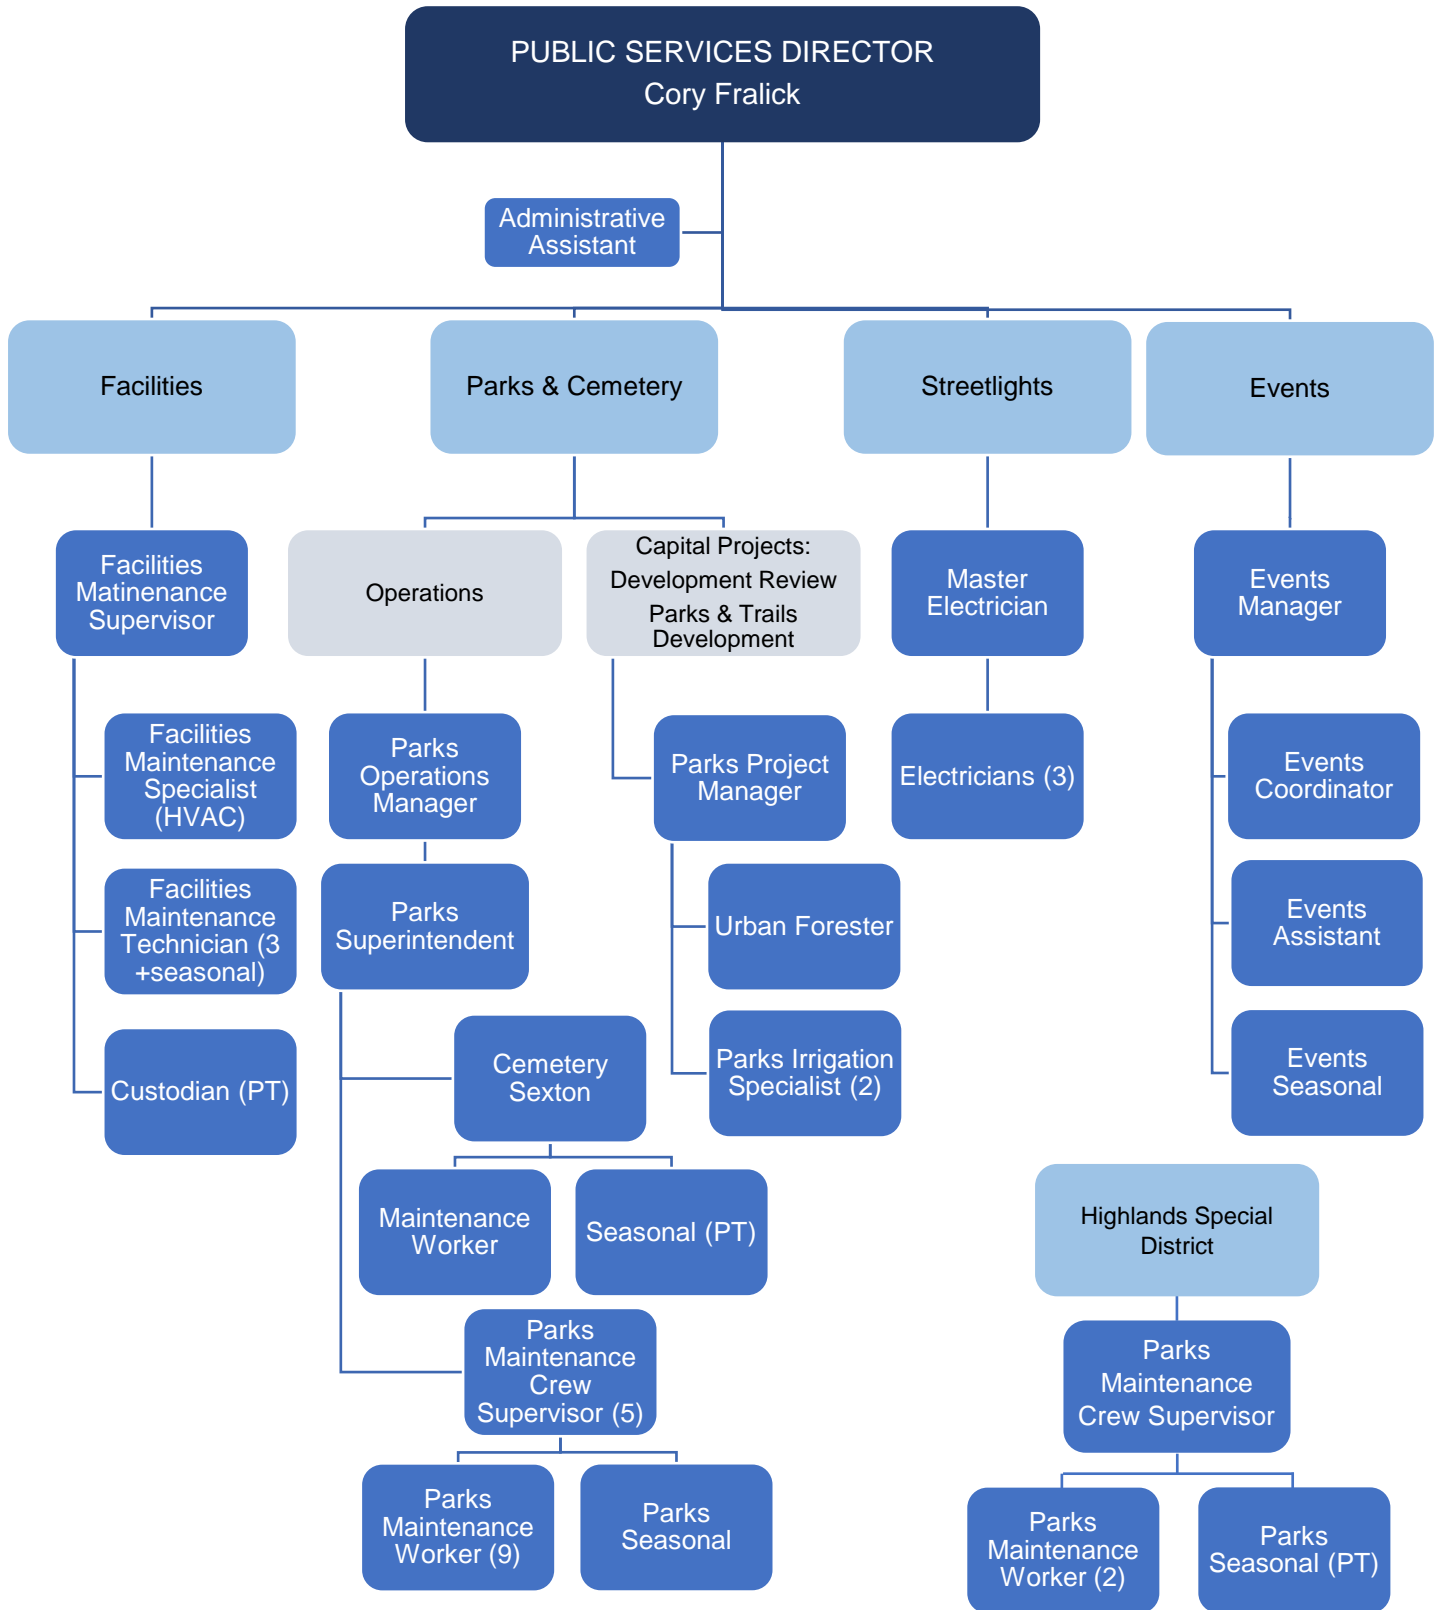 PUBLIC SERVICES DIRECTOR
Cory Fralick
Administrative
Assistant
Facilities
Parks & Cemetery
Streetlights
Events
Facilities
Matinenance
Supervisor
Operations
Capital Projects:
Development Review
Parks & Trails
Development
Master
Electrician
Events
Manager
Facilities
Maintenance
Specialist
(HVAC)
Parks
Operations
Manager
Parks Project
Manager
Electricians (3)
Events
Coordinator
Facilities
Maintenance
Technician (3
+seasonal)
Parks
Superintendent
Urban Forester
Events
Assistant
Custodian (PT)
Cemetery
Sexton
Parks Irrigation
Specialist (2)
Events
Seasonal
Maintenance
Worker
Seasonal (PT)
Highlands Special
District
Parks
Maintenance
Crew
Supervisor (5)
Parks
Maintenance
Crew Supervisor
Parks
Maintenance
Worker (9)
Parks
Seasonal
Parks
Maintenance
Worker (2)
Parks
Seasonal (PT)